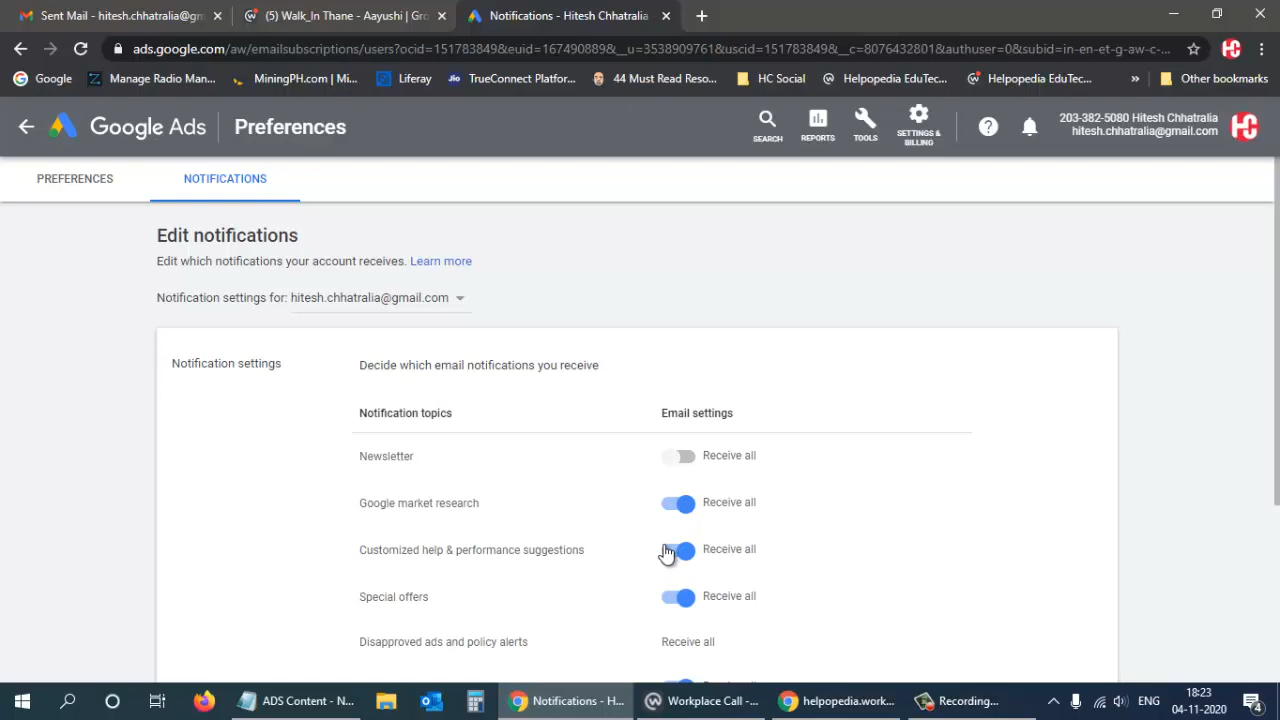 Sent Mail - hitesh.chhatralia@gm
(5) Walk_In Thane - Aayushi | Gro
Notifications - Hitesh Chhatralia
ads.google.com/aw/emailsubscriptions/users?ocid=151783849&euid=167490889&__u=3538909761&uscid=151783849&__c=8076432801&authuser=0&subid=in-en-et-g-aw-c-...
Google
Manage Radio Man...
MiningPH.com | Mi...
Liferay
Jio TrueConnect Platfor...
44 Must Read Reso...
HC Social
Helpopedia EduTec...
Helpopedia EduTec...
»
Other bookmarks
Google Ads
Preferences
SEARCH
REPORTS
TOOLS
SETTINGS & BILLING
203-382-5080 Hitesh Chhatralia
hitesh.chhatralia@gmail.com
PREFERENCES
NOTIFICATIONS
Edit notifications
Edit which notifications your account receives. Learn more
Notification settings for: hitesh.chhatralia@gmail.com
Notification settings
Decide which email notifications you receive
Notification topics
Email settings
Newsletter
Receive all
Google market research
Receive all
Customized help & performance suggestions
Receive all
Special offers
Receive all
Disapproved ads and policy alerts
Receive all
ADS Content - N...
Notifications - H...
Workplace Call -...
helpopedia.work...
Recording...
ENG
18:23
04-11-2020
4